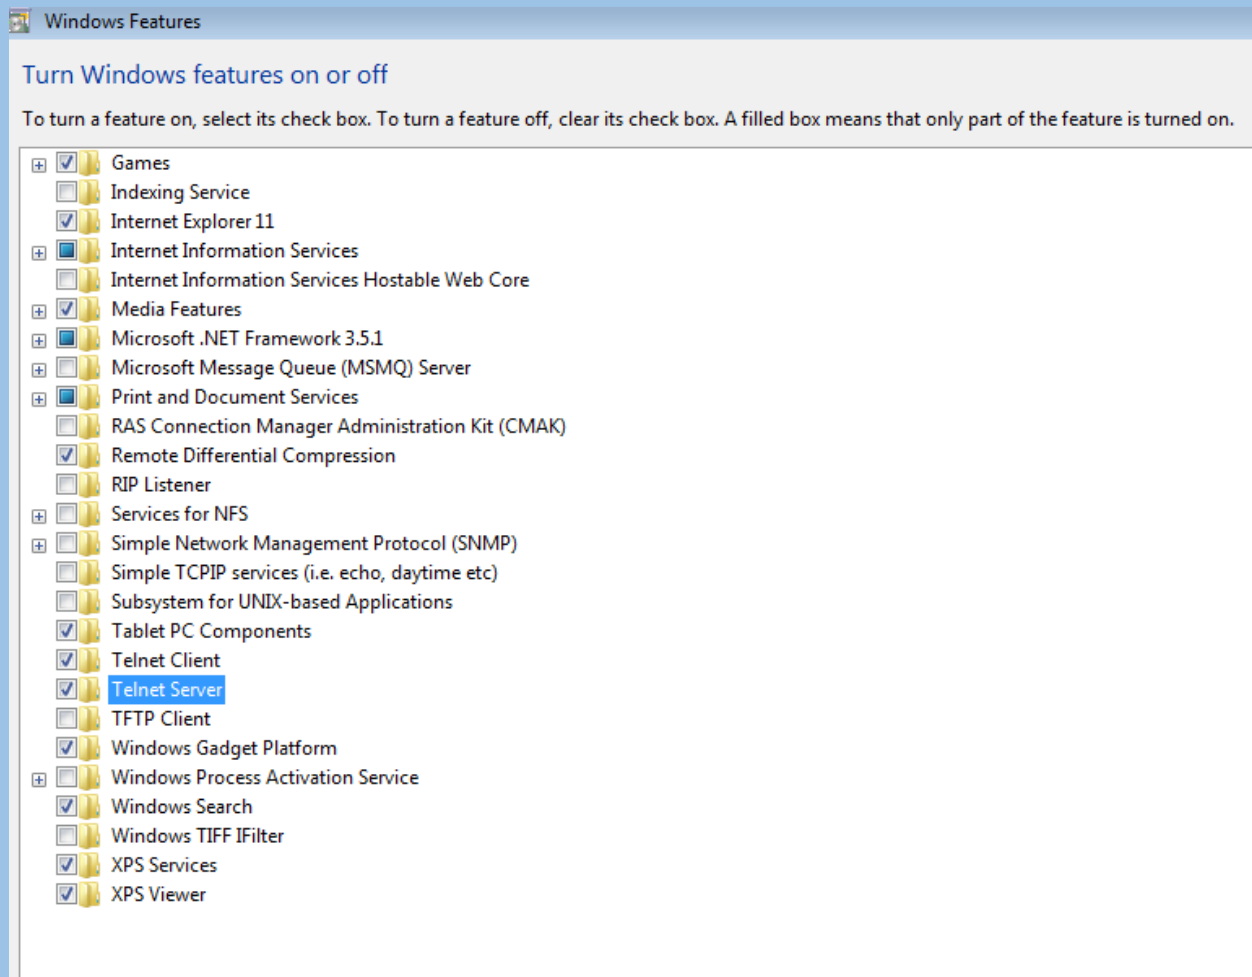 Windows Features
Turn Windows features on or off
To turn a feature on, select its check box. To turn a feature off, clear its check box. A filled box means that only part of the feature is turned on.
Games
Indexing Service
Internet Explorer 11
Internet Information Services
Internet Information Services Hostable Web Core
Media Features
Microsoft .NET Framework 3.5.1
Microsoft Message Queue (MSMQ) Server
Print and Document Services
RAS Connection Manager Administration Kit (CMAK)
Remote Differential Compression
RIP Listener
Services for NFS
Simple Network Management Protocol (SNMP)
Simple TCPIP services (i.e. echo, daytime etc)
Subsystem for UNIX-based Applications
Tablet PC Components
Telnet Client
Telnet Server
TFTP Client
Windows Gadget Platform
Windows Process Activation Service
Windows Search
Windows TIFF IFilter
XPS Services
XPS Viewer